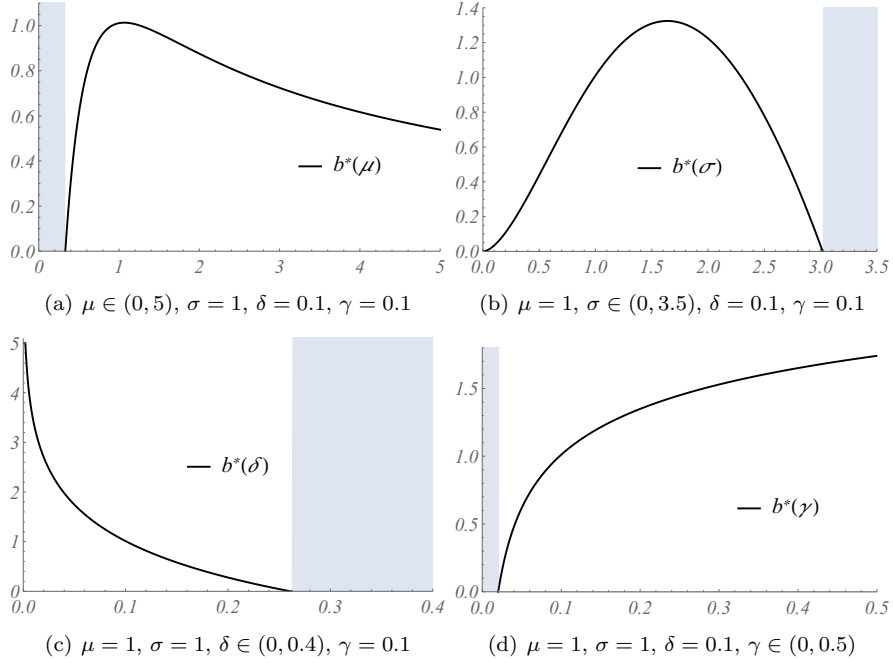 1.0
0.8
0.6
0.4
0.2
0.0
b*(μ)
0 1 2 3 4 5
(a) μ ∈ (0, 5), σ = 1, δ = 0.1, γ = 0.1
1.4
1.2
1.0
0.8
0.6
0.4
0.2
0.0
b*(σ)
0.0 0.5 1.0 1.5 2.0 2.5 3.0 3.5
(b) μ = 1, σ ∈ (0, 3.5), δ = 0.1, γ = 0.1
5
4
3
2
1
0
b*(δ)
0.0 0.1 0.2 0.3 0.4
(c) μ = 1, σ = 1, δ ∈ (0, 0.4), γ = 0.1
1.5
1.0
0.5
0.0
b*(γ)
0.0 0.1 0.2 0.3 0.4 0.5
(d) μ = 1, σ = 1, δ = 0.1, γ ∈ (0, 0.5)